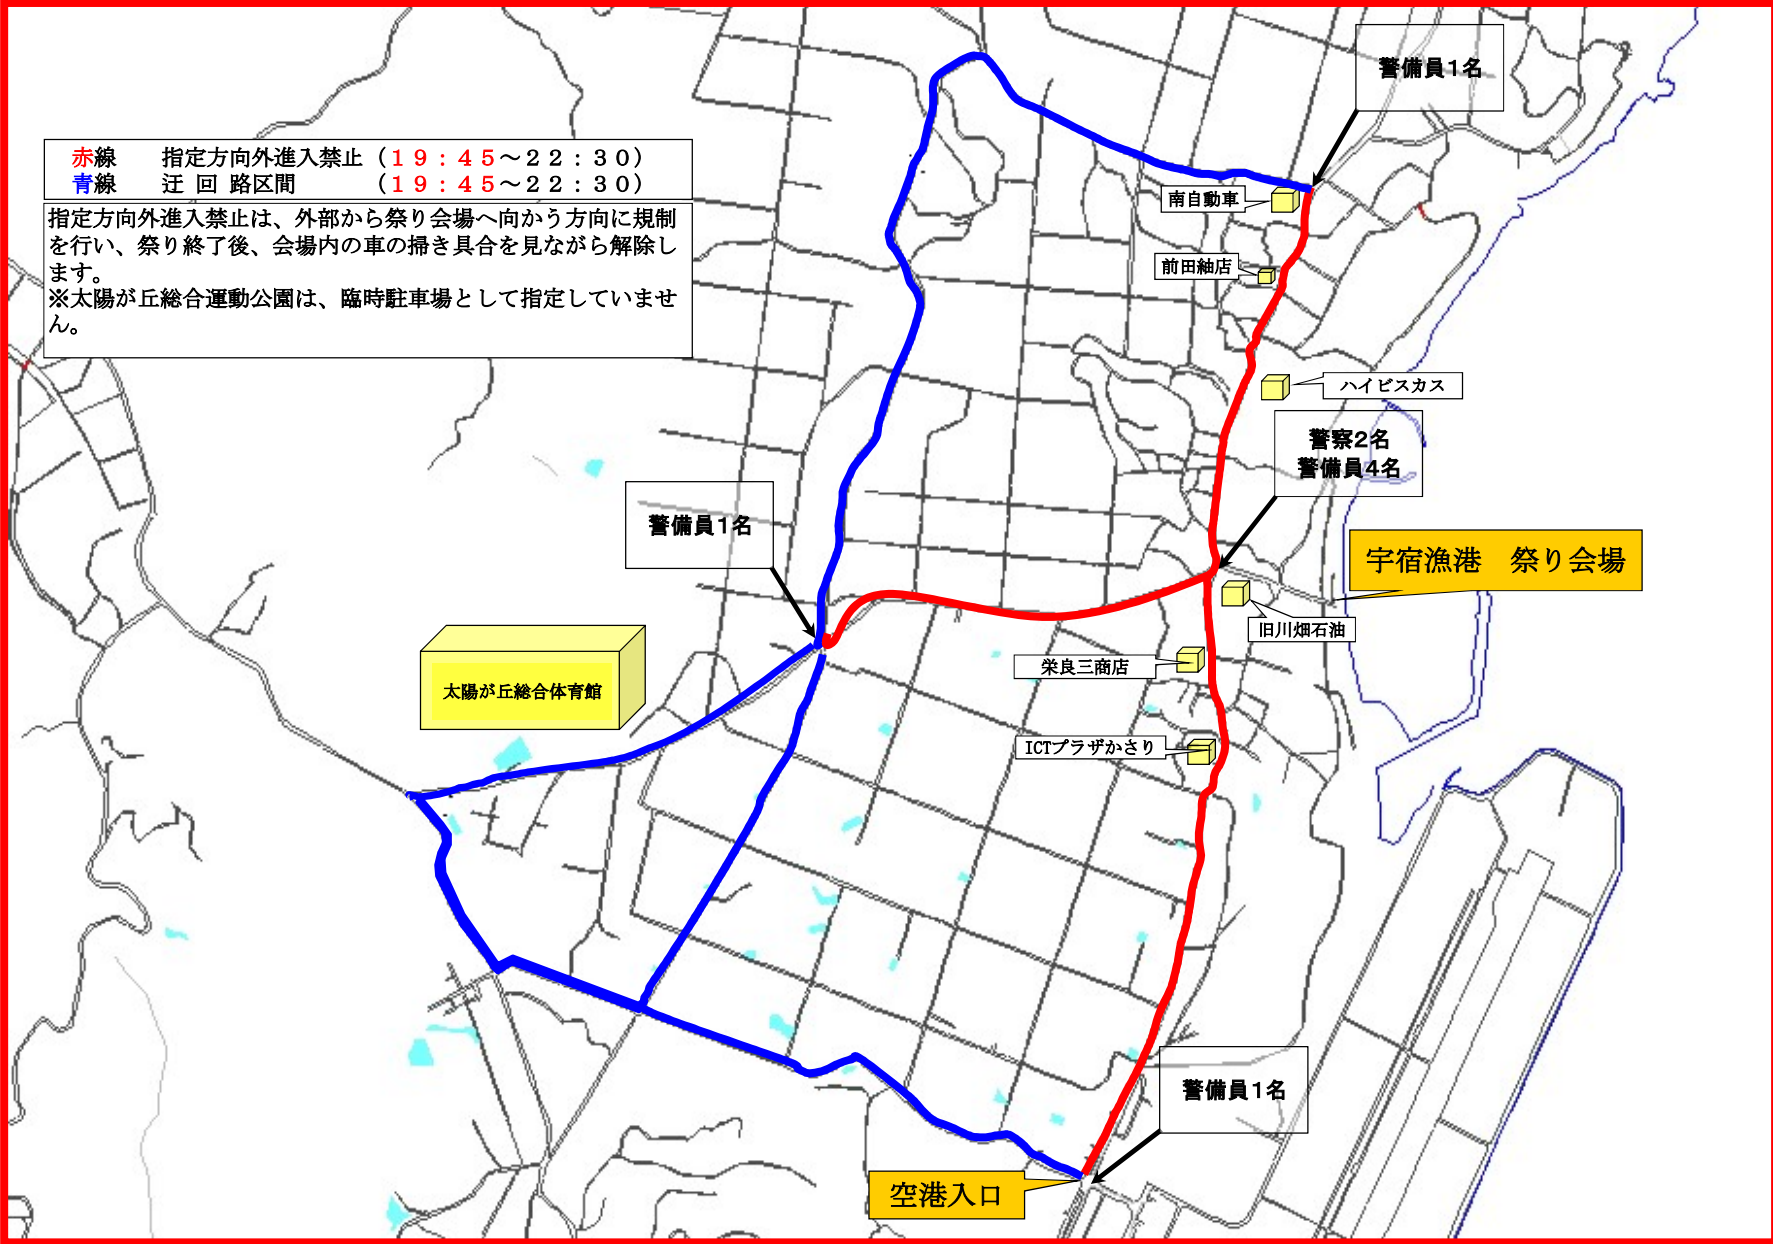 警備員1名
赤線　指定方向外進入禁止（19：45～22：30）
青線　迂 回 路区間　（19：45～22：30）
指定方向外進入禁止は、外部から祭り会場へ向かう方向に規制
を行い、祭り終了後、会場内の車の掃き具合を見ながら解除し
ます。
※太陽が丘総合運動公園は、臨時駐車場として指定していませ
ん。
南自動車
前田紬店
ハイビスカス
警察2名
警備員4名
警備員1名
宇宿漁港　祭り会場
旧川畑石油
栄良三商店
太陽が丘総合体育館
ICTプラザかさり
警備員1名
空港入口